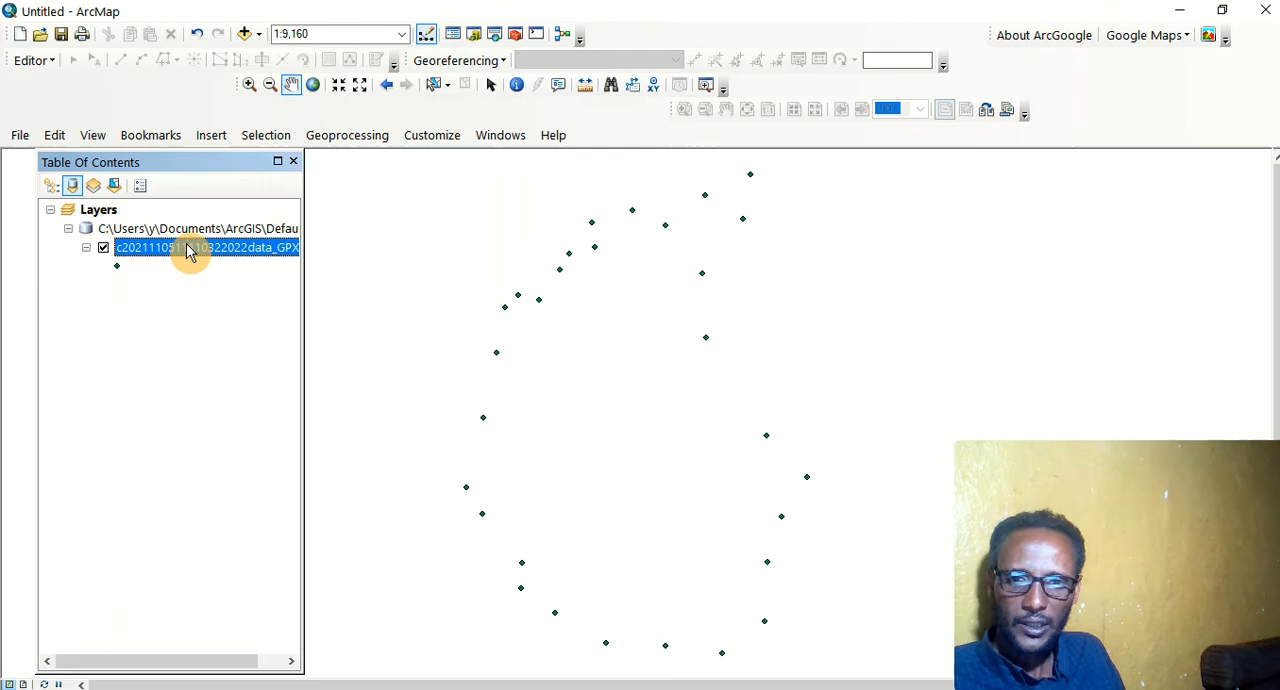 Untitled - ArcMap
1:9,160
About ArcGoogle Google Maps
Editor Georeferencing
File Edit View Bookmarks Insert Selection Geoprocessing Customize Windows Help
Table Of Contents
Layers
C:\Users\y\Documents\ArcGIS\Defau
322022data_GPX